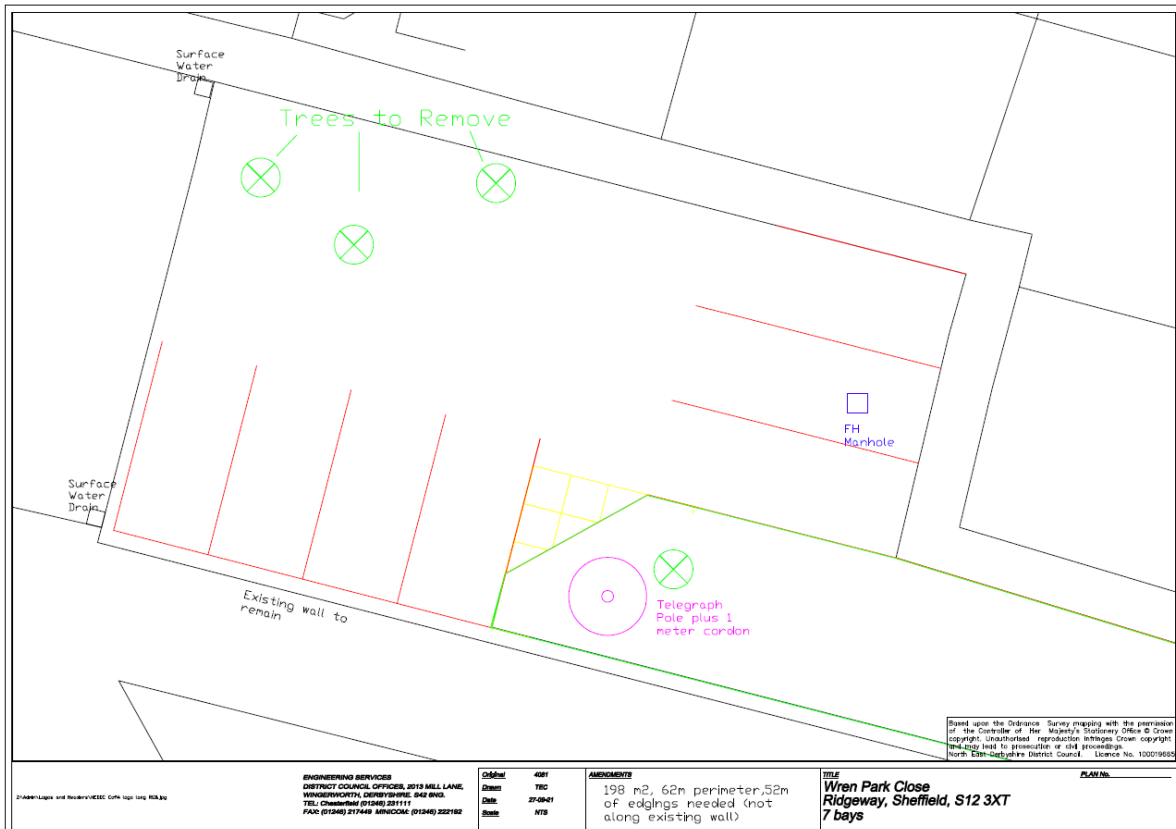 Surface
Water
Drain
Trees to Remove
FH
Manhole
Surface
Water
Drain
Existing wall to
remain
Telegraph
Pole plus 1
meter cordon
Based upon the Ordnance Survey mapping with the permission
of the Controller of Her Majesty's Stationery Office © Crown
copyright. Unauthorised reproduction infringes Crown copyright
and may lead to prosecution or civil proceedings.
North East Derbyshire District Council. Licence No. 100019665
ENGINEERING SERVICES
DISTRICT COUNCIL OFFICES, 2013 MILL LANE,
WINGERWORTH, DERBYSHIRE. S42 6NG.
TEL: Chesterfield (01246) 231111
FAX: (01246) 217449 MINICOM: (01246) 222192
Original 4081
Drawn TEC
Date 27-09-21
Scale NTS
AMENDMENTS
198 m2, 62m perimeter,52m
of edgings needed (not
along existing wall)
TITLE
Wren Park Close
Ridgeway, Sheffield, S12 3XT
7 bays
PLAN No.